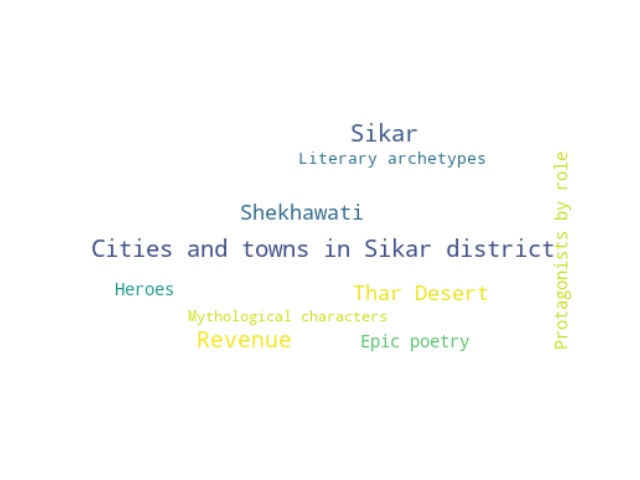 Sikar
Literary archetypes
Protagonists by role
Shekhawati
Cities and towns in Sikar district
Heroes
Thar Desert
Mythological characters
Revenue
Epic poetry